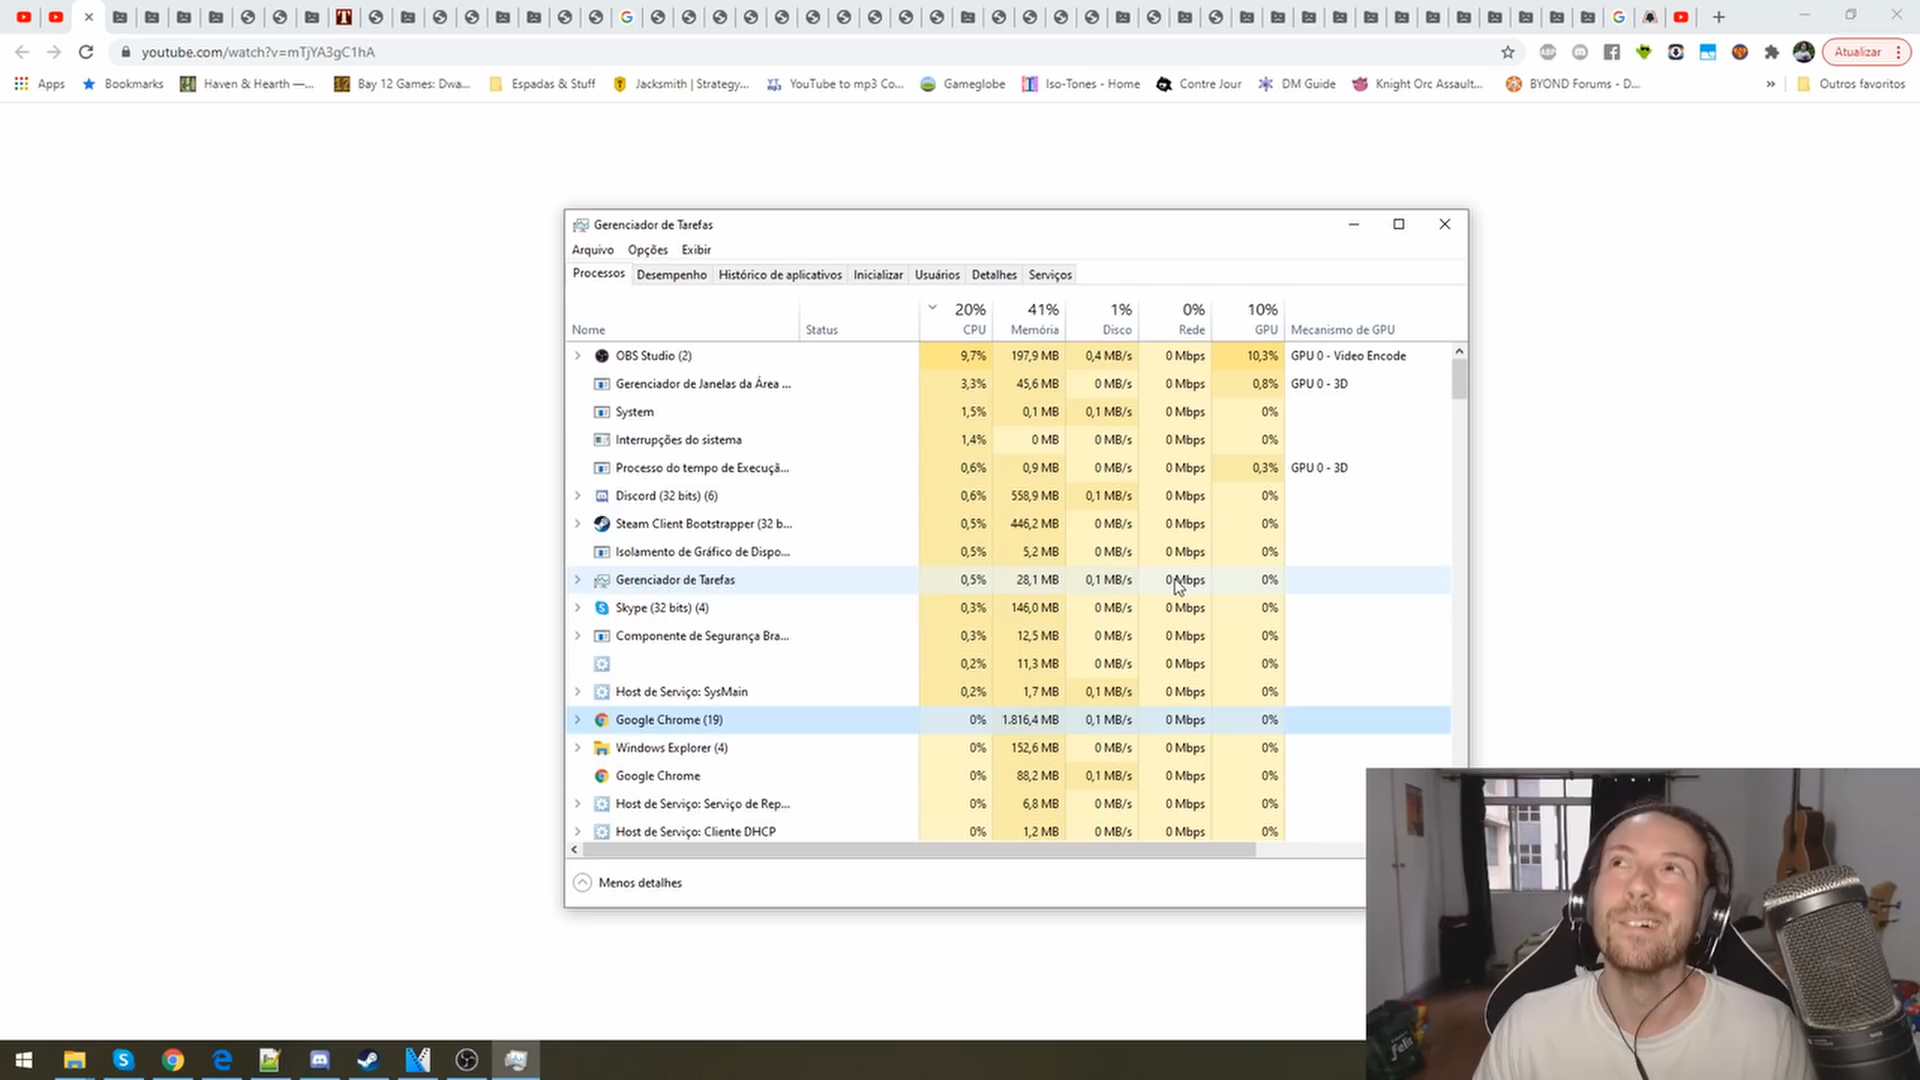 youtube.com/watch?v=mTjYA3gC1hA
Atualizar
Apps
Bookmarks
Haven & Hearth —...
Bay 12 Games: Dwa...
Espadas & Stuff
Jacksmith | Strategy...
YouTube to mp3 Co...
Gameglobe
Iso-Tones - Home
Contre Jour
DM Guide
Knight Orc Assault...
BYOND Forums - D...
»
Outros favoritos
Gerenciador de Tarefas
Arquivo Opções Exibir
Processos Desempenho Histórico de aplicativos Inicializar Usuários Detalhes Serviços
20% 41% 1% 0% 10%
Nome Status CPU Memória Disco Rede GPU Mecanismo de GPU
OBS Studio (2) 9,7% 197,9 MB 0,4 MB/s 0 Mbps 10,3% GPU 0 - Video Encode
Gerenciador de Janelas da Área ... 3,3% 45,6 MB 0 MB/s 0 Mbps 0,8% GPU 0 - 3D
System 1,5% 0,1 MB 0,1 MB/s 0 Mbps 0%
Interrupções do sistema 1,4% 0 MB 0 MB/s 0 Mbps 0%
Processo do tempo de Execuçã... 0,6% 0,9 MB 0 MB/s 0 Mbps 0,3% GPU 0 - 3D
Discord (32 bits) (6) 0,6% 558,9 MB 0,1 MB/s 0 Mbps 0%
Steam Client Bootstrapper (32 b... 0,5% 446,2 MB 0 MB/s 0 Mbps 0%
Isolamento de Gráfico de Dispo... 0,5% 5,2 MB 0 MB/s 0 Mbps 0%
Gerenciador de Tarefas 0,5% 28,1 MB 0,1 MB/s 0 Mbps 0%
Skype (32 bits) (4) 0,3% 146,0 MB 0 MB/s 0 Mbps 0%
Componente de Segurança Bra... 0,3% 12,5 MB 0 MB/s 0 Mbps 0%
0,2% 11,3 MB 0 MB/s 0 Mbps 0%
Host de Serviço: SysMain 0,2% 1,7 MB 0,1 MB/s 0 Mbps 0%
Google Chrome (19) 0% 1.816,4 MB 0,1 MB/s 0 Mbps 0%
Windows Explorer (4) 0% 152,6 MB 0 MB/s 0 Mbps 0%
Google Chrome 0% 88,2 MB 0,1 MB/s 0 Mbps 0%
Host de Serviço: Serviço de Rep... 0% 6,8 MB 0 MB/s 0 Mbps 0%
Host de Serviço: Cliente DHCP 0% 1,2 MB 0 MB/s 0 Mbps 0%
Menos detalhes